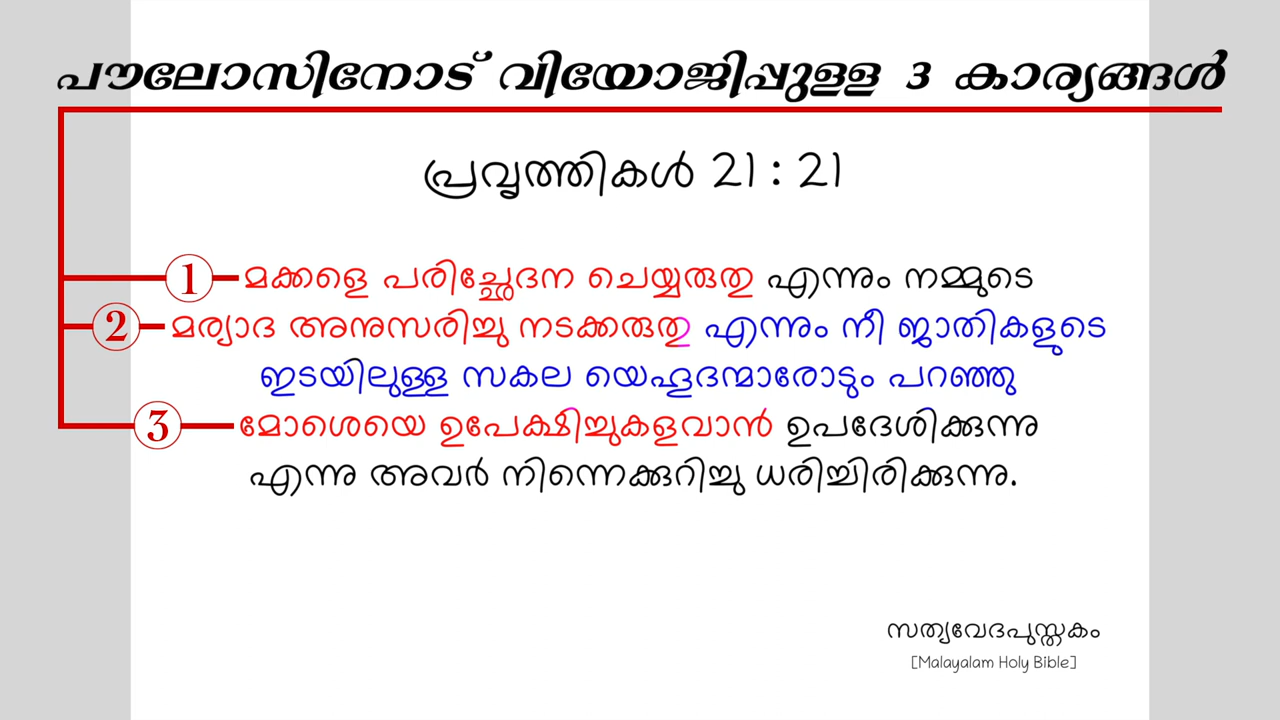 പൗലോസിനോട് വിയോജിപ്പുള്ള 3 കാര്യങ്ങൾ
പ്രവൃത്തികൾ 21 : 21
1 മക്കളെ പരിച്ഛേദന ചെയ്യരുതു എന്നും നമ്മുടെ
2 മര്യാദ അനുസരിച്ചു നടക്കരുതു എന്നും നീ ജാതികളുടെ
ഇടയിലുള്ള സകല യെഹൂദന്മാരോടും പറഞ്ഞു
3 മോശെയെ ഉപേക്ഷിച്ചുകളവാൻ ഉപദേശിക്കുന്നു
എന്നു അവർ നിന്നെക്കുറിച്ചു ധരിച്ചിരിക്കുന്നു.
സത്യവേദപുസ്തകം
[Malayalam Holy Bible]